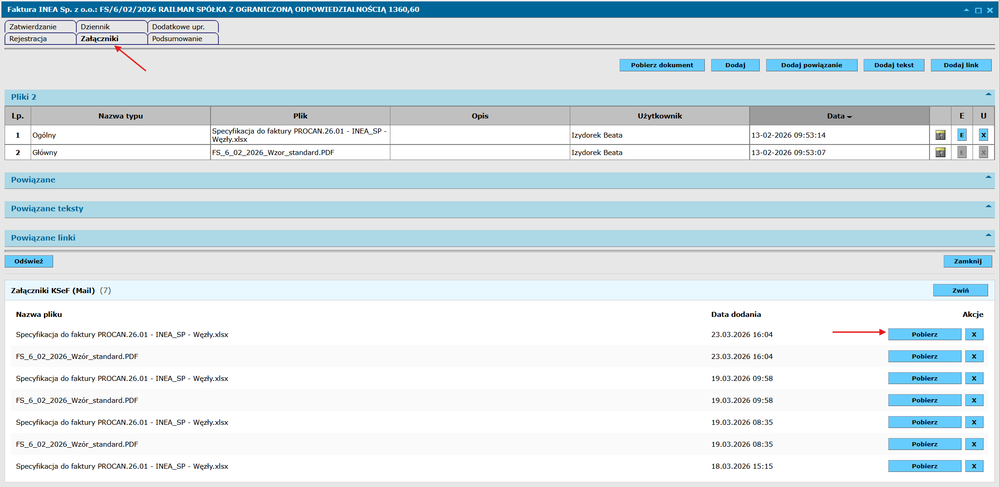 Faktura INEA Sp. z o.o.: FS/6/02/2026 RAILMAN SPÓŁKA Z OGRANICZONĄ ODPOWIEDZIALNOŚCIĄ 1360,60
Zatwierdzanie Dziennik Dodatkowe upr.
Rejestracja Załączniki Podsumowanie
Pobierz dokument Dodaj Dodaj powiązanie Dodaj tekst Dodaj link
Pliki 2
Lp. Nazwa typu Plik Opis Użytkownik Data E U
1 Ogólny Specyfikacja do faktury PROCAN.26.01 - INEA_SP - Węzły.xlsx Izydorek Beata 13-02-2026 09:53:14 E X
2 Główny FS_6_02_2026_Wzor_standard.PDF Izydorek Beata 13-02-2026 09:53:07 E X
Powiązane
Powiązane teksty
Powiązane linki
Odśwież Zamknij
Załączniki KSeF (Mail) (7) Zwiń
Nazwa pliku Data dodania Akcje
Specyfikacja do faktury PROCAN.26.01 - INEA_SP - Węzły.xlsx 23.03.2026 16:04 Pobierz X
FS_6_02_2026_Wzór_standard.PDF 23.03.2026 16:04 Pobierz X
Specyfikacja do faktury PROCAN.26.01 - INEA_SP - Węzły.xlsx 19.03.2026 09:58 Pobierz X
FS_6_02_2026_Wzór_standard.PDF 19.03.2026 09:58 Pobierz X
Specyfikacja do faktury PROCAN.26.01 - INEA_SP - Węzły.xlsx 19.03.2026 08:35 Pobierz X
FS_6_02_2026_Wzór_standard.PDF 19.03.2026 08:35 Pobierz X
Specyfikacja do faktury PROCAN.26.01 - INEA_SP - Węzły.xlsx 18.03.2026 15:15 Pobierz X